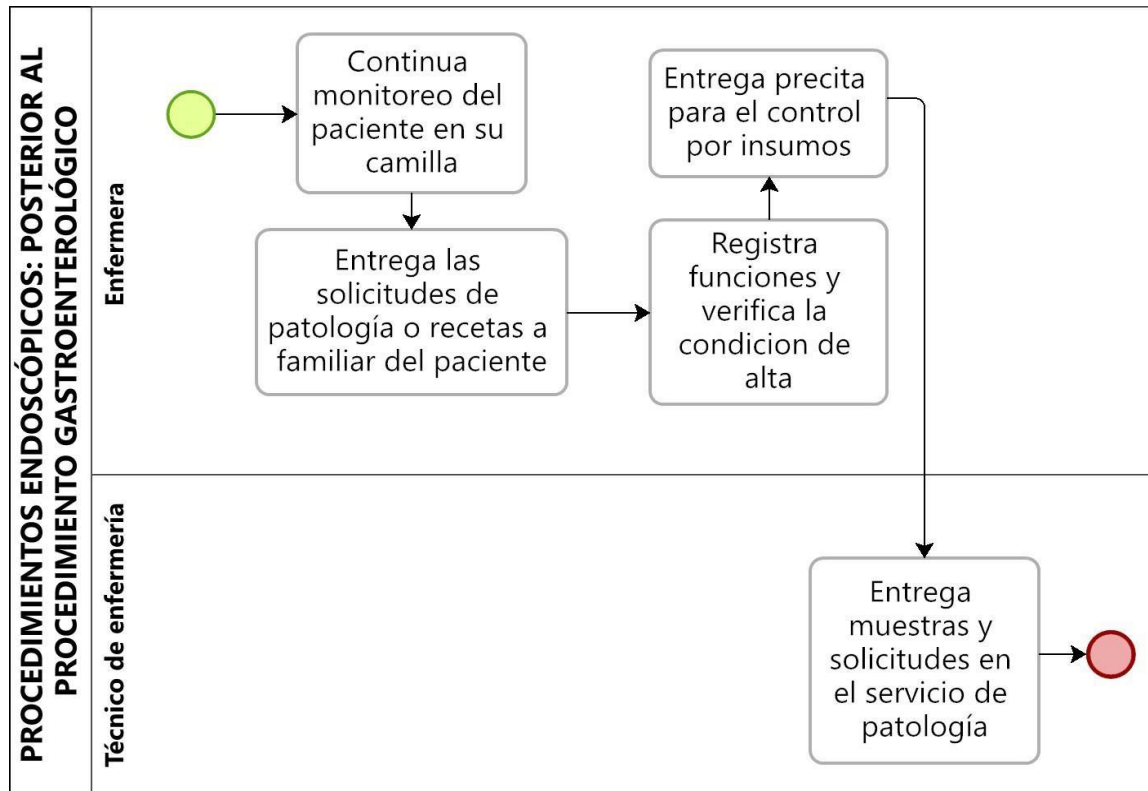 PROCEDIMIENTOS ENDOSCÓPICOS: POSTERIOR AL
PROCEDIMIENTO GASTROENTEROLÓGICO
Enfermera
Continua
monitoreo del
paciente en su
camilla
Entrega las
solicitudes de
patología o recetas a
familiar del paciente
Registra
funciones y
verifica la
condicion de
alta
Entrega precita
para el control
por insumos
Técnico de enfermería
Entrega
muestras y
solicitudes en
el servicio de
patología